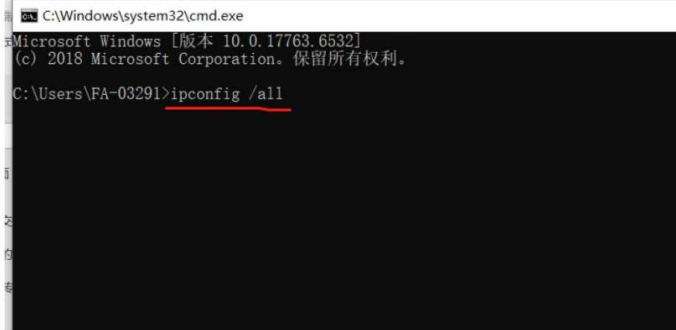 C:\Windows\system32\cmd.exe
Microsoft Windows [版本 10.0.17763.6532]
(c) 2018 Microsoft Corporation。保留所有权利。
C:\Users\FA-03291>ipconfig /all